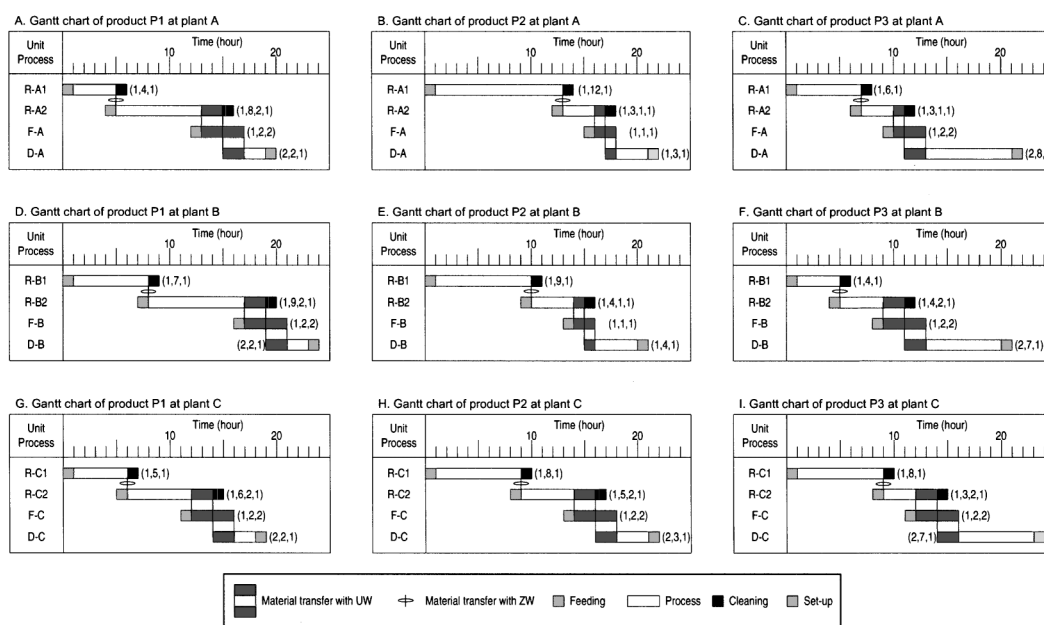 A. Gantt chart of product P1 at plant A
Unit Process
Time (hour)
10 20
R-A1 (1,4,1)
R-A2 (1,8,2,1)
F-A (1,2,2)
D-A (2,2,1)
B. Gantt chart of product P2 at plant A
Unit Process
Time (hour)
10 20
R-A1 (1,12,1)
R-A2 (1,3,1,1)
F-A (1,1,1)
D-A (1,3,1)
C. Gantt chart of product P3 at plant A
Unit Process
Time (hour)
10 20
R-A1 (1,6,1)
R-A2 (1,3,1,1)
F-A (1,2,2)
D-A (2,8,
D. Gantt chart of product P1 at plant B
Unit Process
Time (hour)
10 20
R-B1 (1,7,1)
R-B2 (1,9,2,1)
F-B (1,2,2)
D-B (2,2,1)
E. Gantt chart of product P2 at plant B
Unit Process
Time (hour)
10 20
R-B1 (1,9,1)
R-B2 (1,4,1,1)
F-B (1,1,1)
D-B (1,4,1)
F. Gantt chart of product P3 at plant B
Unit Process
Time (hour)
10 20
R-B1 (1,4,1)
R-B2 (1,4,2,1)
F-B (1,2,2)
D-B (2,7,1)
G. Gantt chart of product P1 at plant C
Unit Process
Time (hour)
10 20
R-C1 (1,5,1)
R-C2 (1,6,2,1)
F-C (1,2,2)
D-C (2,2,1)
H. Gantt chart of product P2 at plant C
Unit Process
Time (hour)
10 20
R-C1 (1,8,1)
R-C2 (1,5,2,1)
F-C (1,2,2)
D-C (2,3,1)
I. Gantt chart of product P3 at plant C
Unit Process
Time (hour)
10 20
R-C1 (1,8,1)
R-C2 (1,3,2,1)
F-C (1,2,2)
D-C (2,7,1)
Material transfer with UW Material transfer with ZW Feeding Process Cleaning Set-up